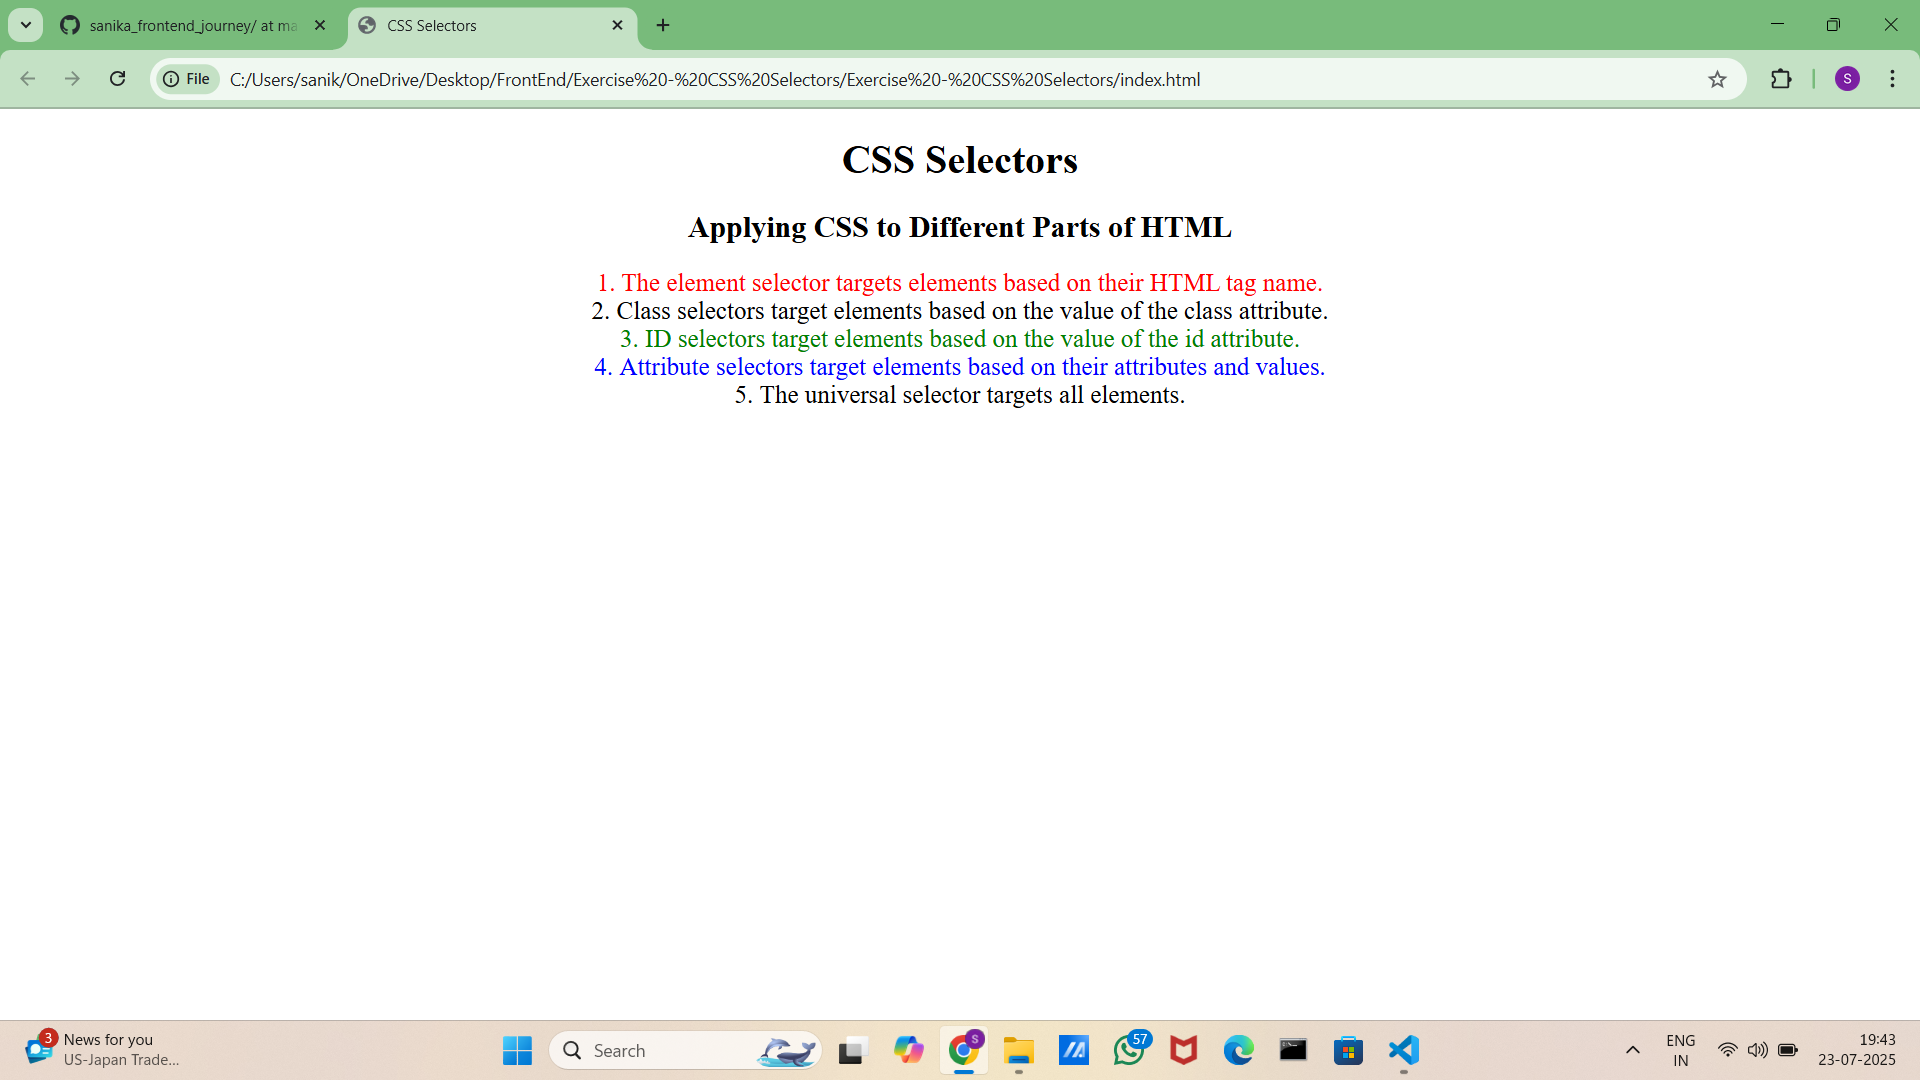 sanika_frontend_journey/ at ma
CSS Selectors
File
C:/Users/sanik/OneDrive/Desktop/FrontEnd/Exercise%20-%20CSS%20Selectors/Exercise%20-%20CSS%20Selectors/index.html
S
CSS Selectors
Applying CSS to Different Parts of HTML
1. The element selector targets elements based on their HTML tag name.
2. Class selectors target elements based on the value of the class attribute.
3. ID selectors target elements based on the value of the id attribute.
4. Attribute selectors target elements based on their attributes and values.
5. The universal selector targets all elements.
3
News for you
US-Japan Trade...
Search
S
57
ENG
IN
19:43
23-07-2025